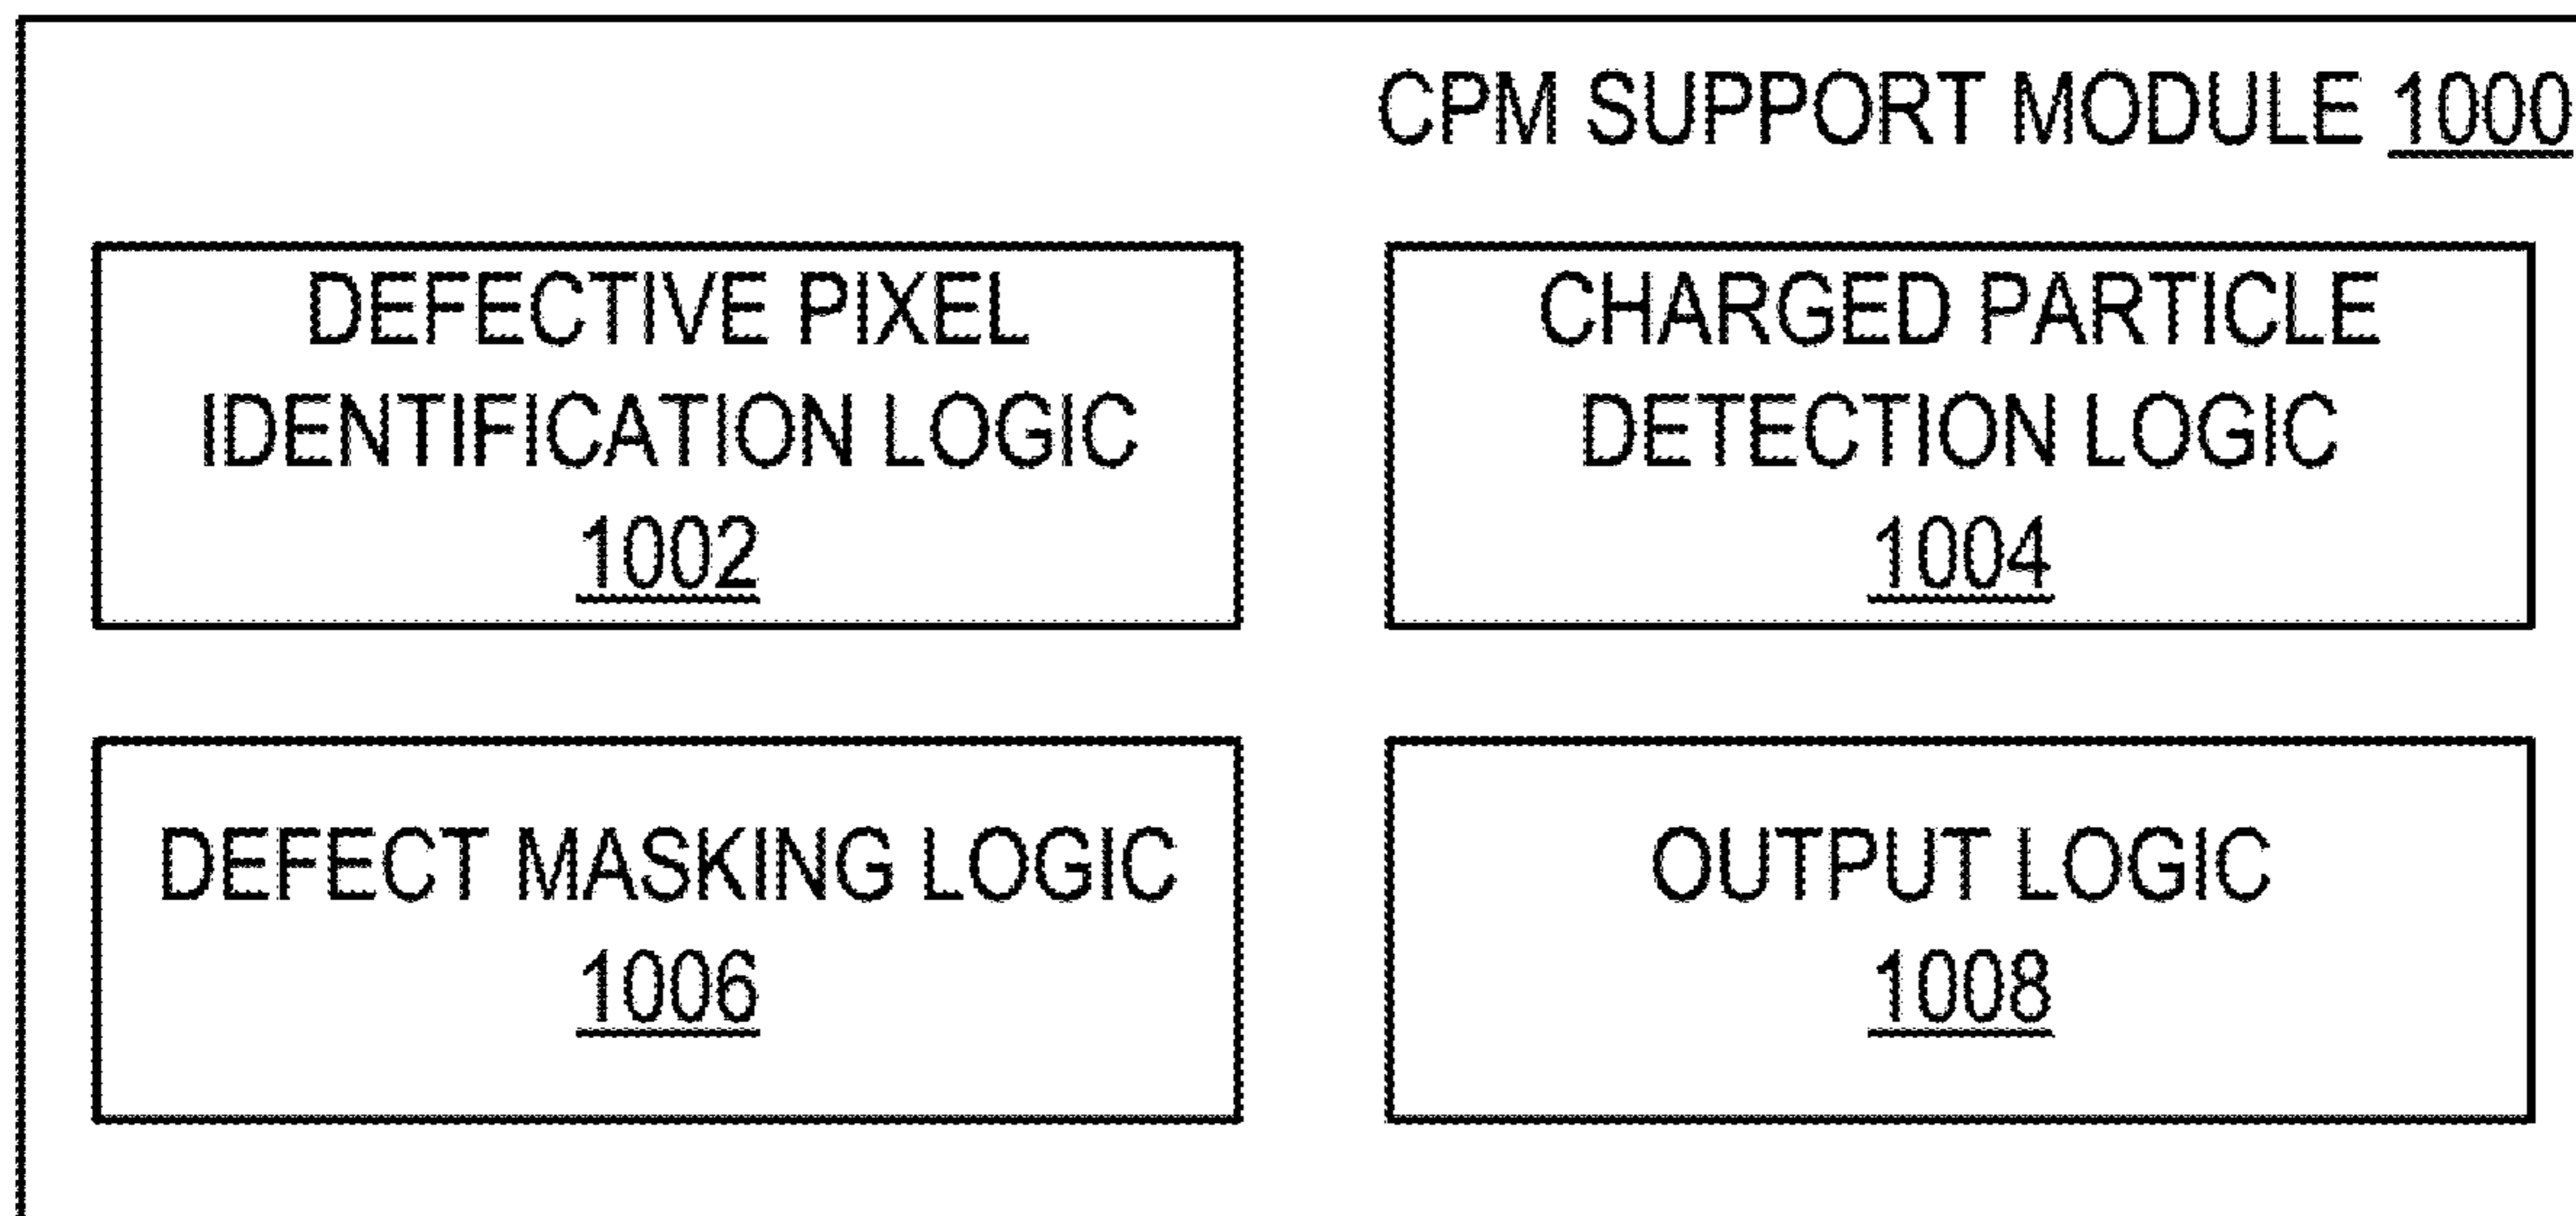 CPM SUPPORT MODULE 1000
DEFECTIVE PIXEL
IDENTIFICATION LOGIC
1002
CHARGED PARTICLE
DETECTION LOGIC
1004
DEFECT MASKING LOGIC
1006
OUTPUT LOGIC
1008